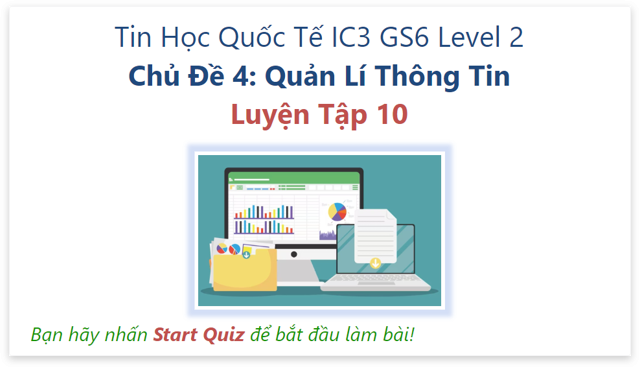 Tin Học Quốc Tế IC3 GS6 Level 2
Chủ Đề 4: Quản Lí Thông Tin
Luyện Tập 10
Bạn hãy nhấn Start Quiz để bắt đầu làm bài!